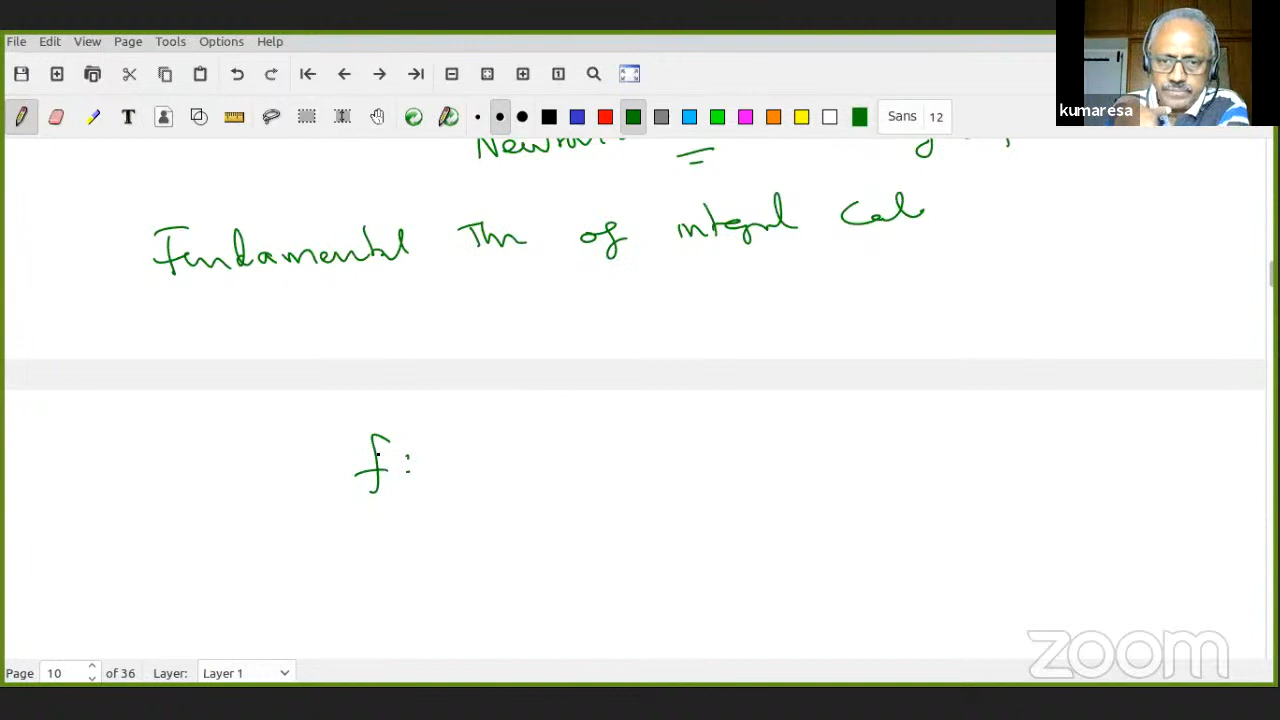 File Edit View Page Tools Options Help
kumaresa
Sans 12
Fundamental Thm of integral Cal
f :
Page 10 of 36 Layer: Layer 1
zoom